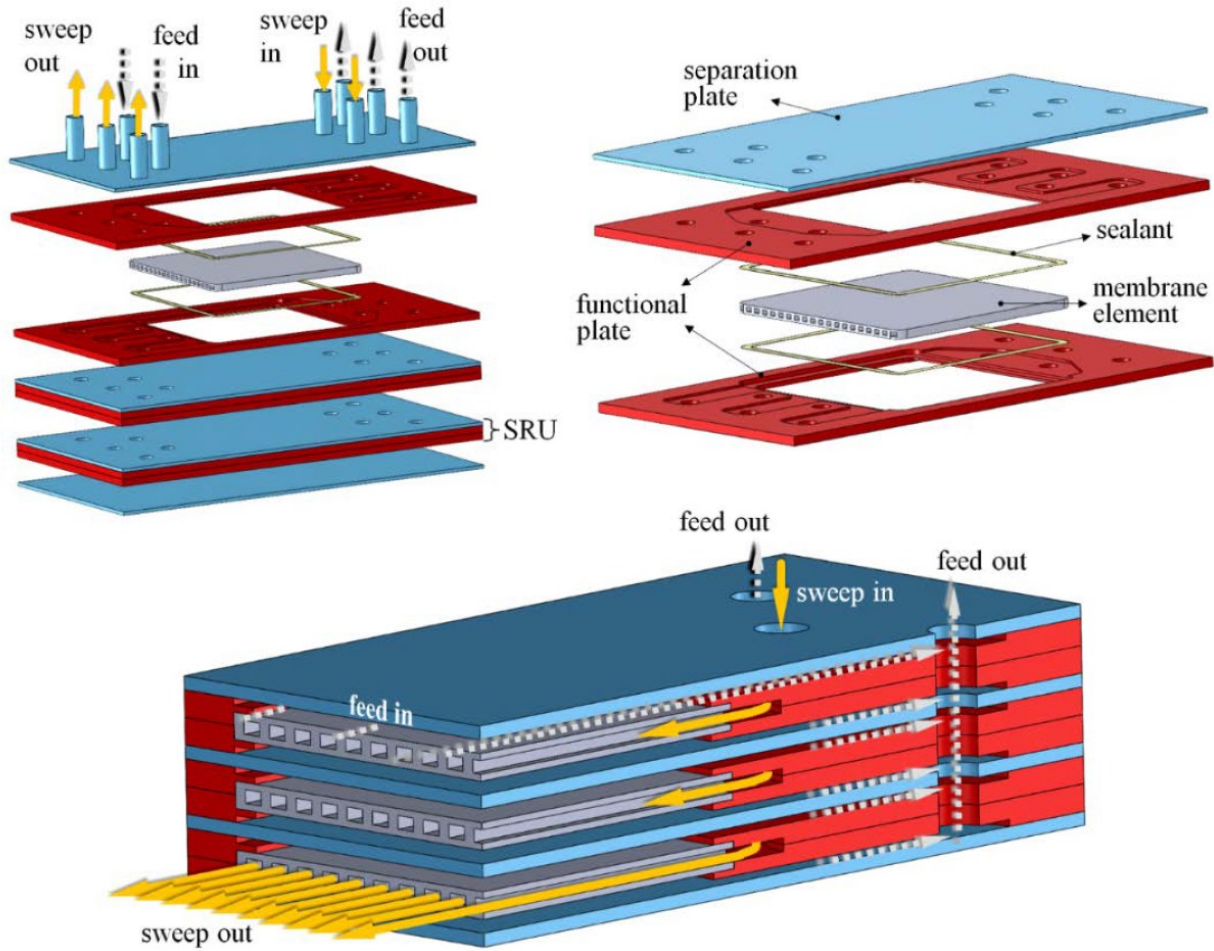 sweep
out
feed
in
sweep
in
feed
out
SRU
separation
plate
sealant
functional
plate
membrane
element
feed out
feed out
sweep in
feed in
sweep out